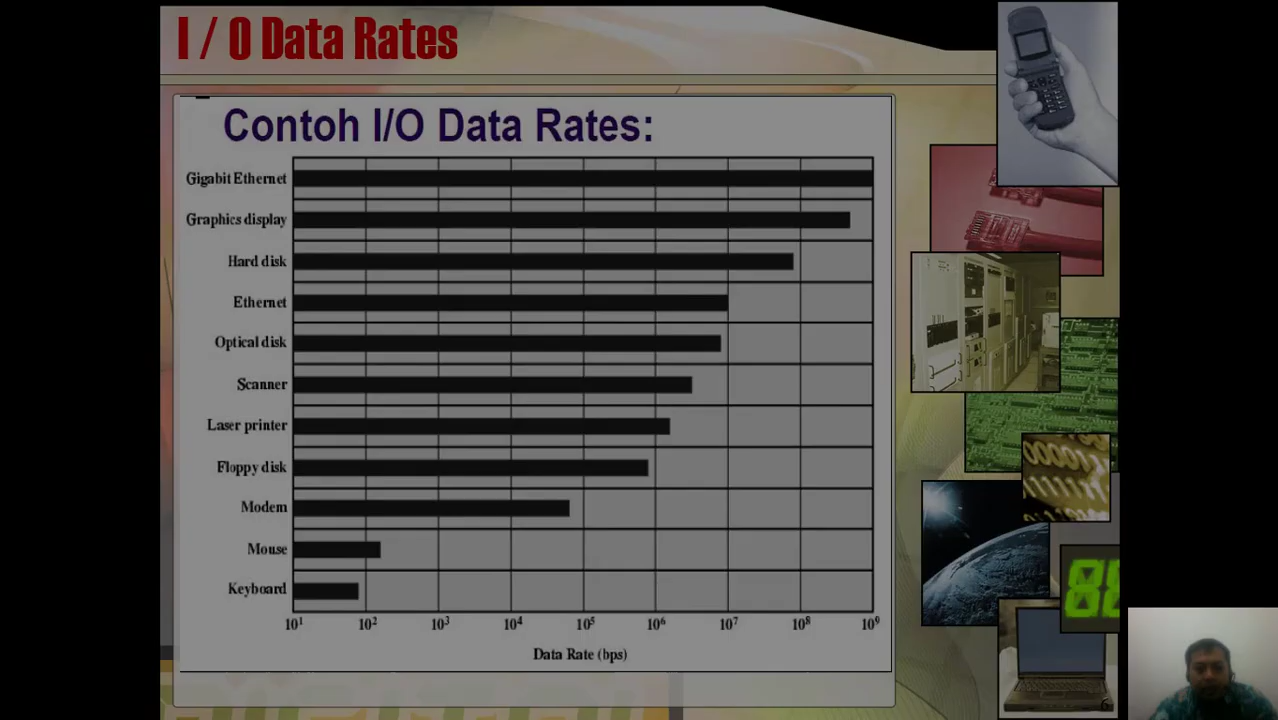 I / O Data Rates
Contoh I/O Data Rates:
Gigabit Ethernet
Graphics display
Hard disk
Ethernet
Optical disk
Scanner
Laser printer
Floppy disk
Modem
Mouse
Keyboard
10¹ 10² 10³ 10⁴ 10⁵ 10⁶ 10⁷ 10⁸ 10⁹
Data Rate (bps)
6